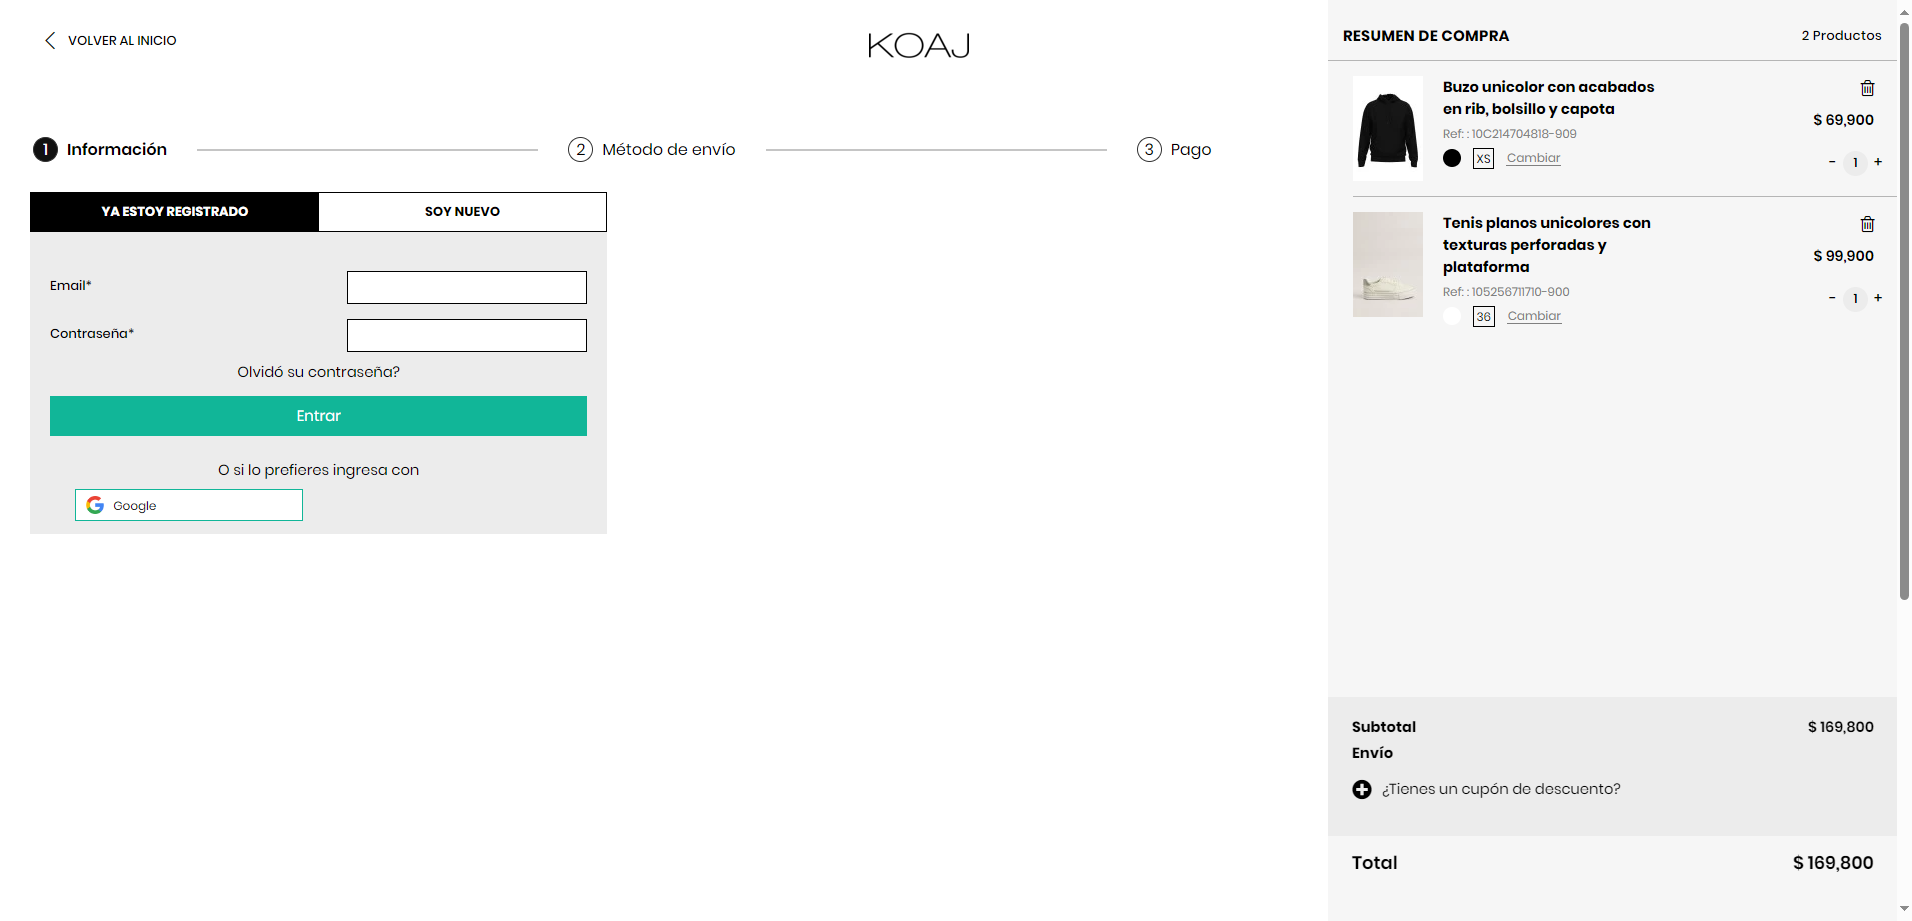 VOLVER AL INICIO
KOAJ
1 Información
2 Método de envío
3 Pago
YA ESTOY REGISTRADO
SOY NUEVO
Email*
Contraseña*
Olvidó su contraseña?
Entrar
O si lo prefieres ingresa con
Google
RESUMEN DE COMPRA
2 Productos
Buzo unicolor con acabados
en rib, bolsillo y capota
$ 69,900
Ref: : 10C214704818-909
XS Cambiar
- 1 +
Tenis planos unicolores con
texturas perforadas y
plataforma
$ 99,900
Ref: : 105256711710-900
36 Cambiar
- 1 +
Subtotal $ 169,800
Envío
¿Tienes un cupón de descuento?
Total $ 169,800